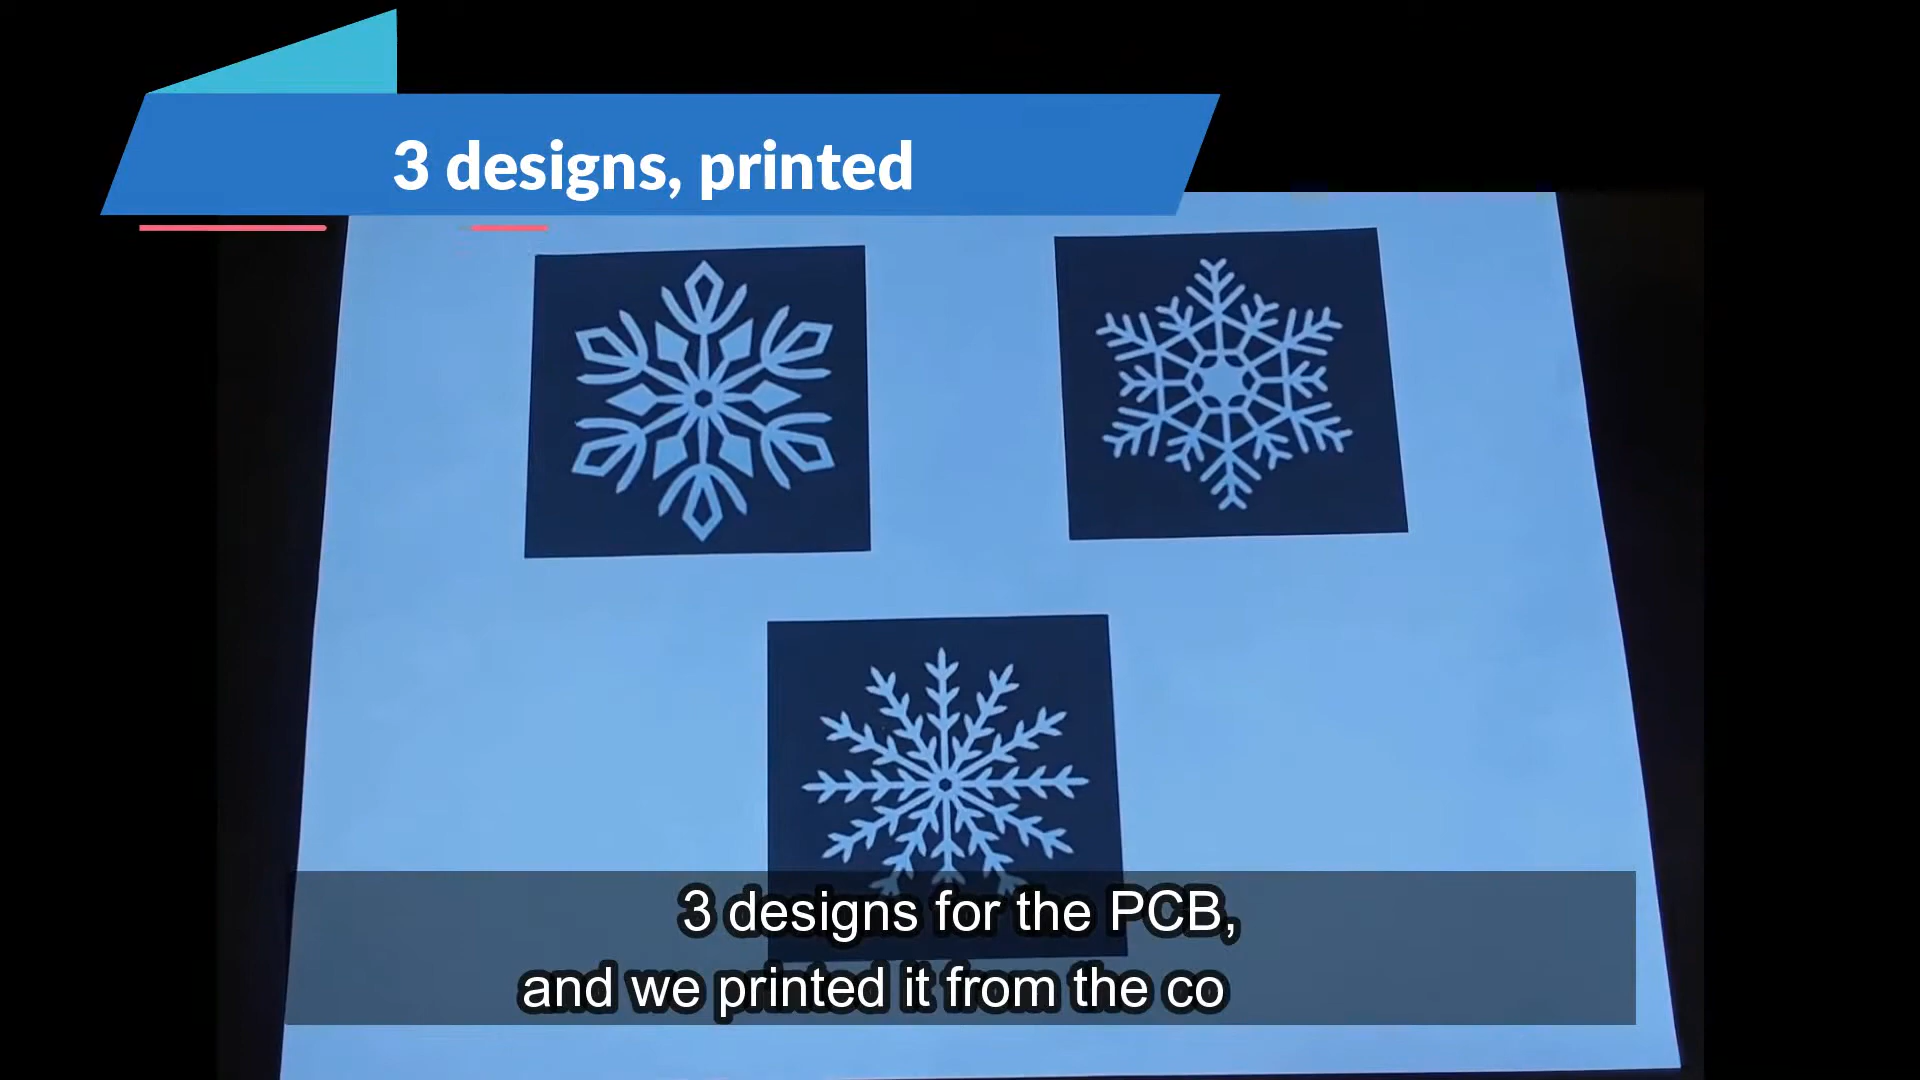 3 designs, printed
3 designs for the PCB,
and we printed it from the co